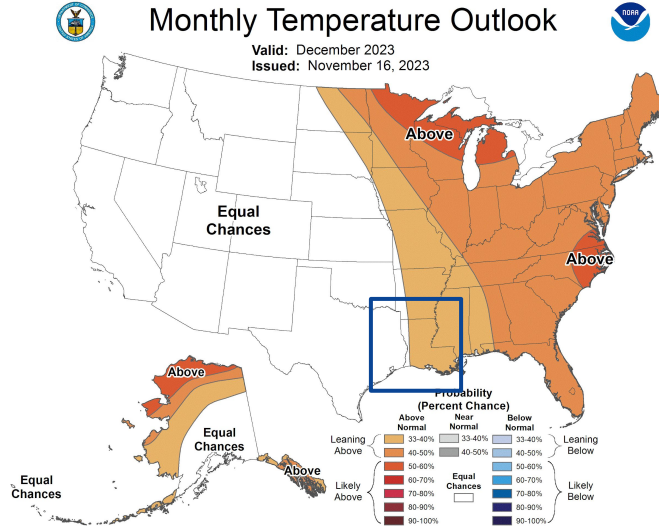 Monthly Temperature Outlook
NOAA
Valid: December 2023
Issued: November 16, 2023
Above
Equal
Chances
Above
Above
Equal
Chances
Above
Equal
Chances
Probability
(Percent Chance)
Above
Normal
Near
Normal
Below
Normal
Leaning
Above
33-40%
40-50%
33-40%
40-50%
33-40%
40-50%
Leaning
Below
Likely
Above
50-60%
60-70%
70-80%
80-90%
90-100%
Equal
Chances
50-60%
60-70%
70-80%
80-90%
90-100%
Likely
Below